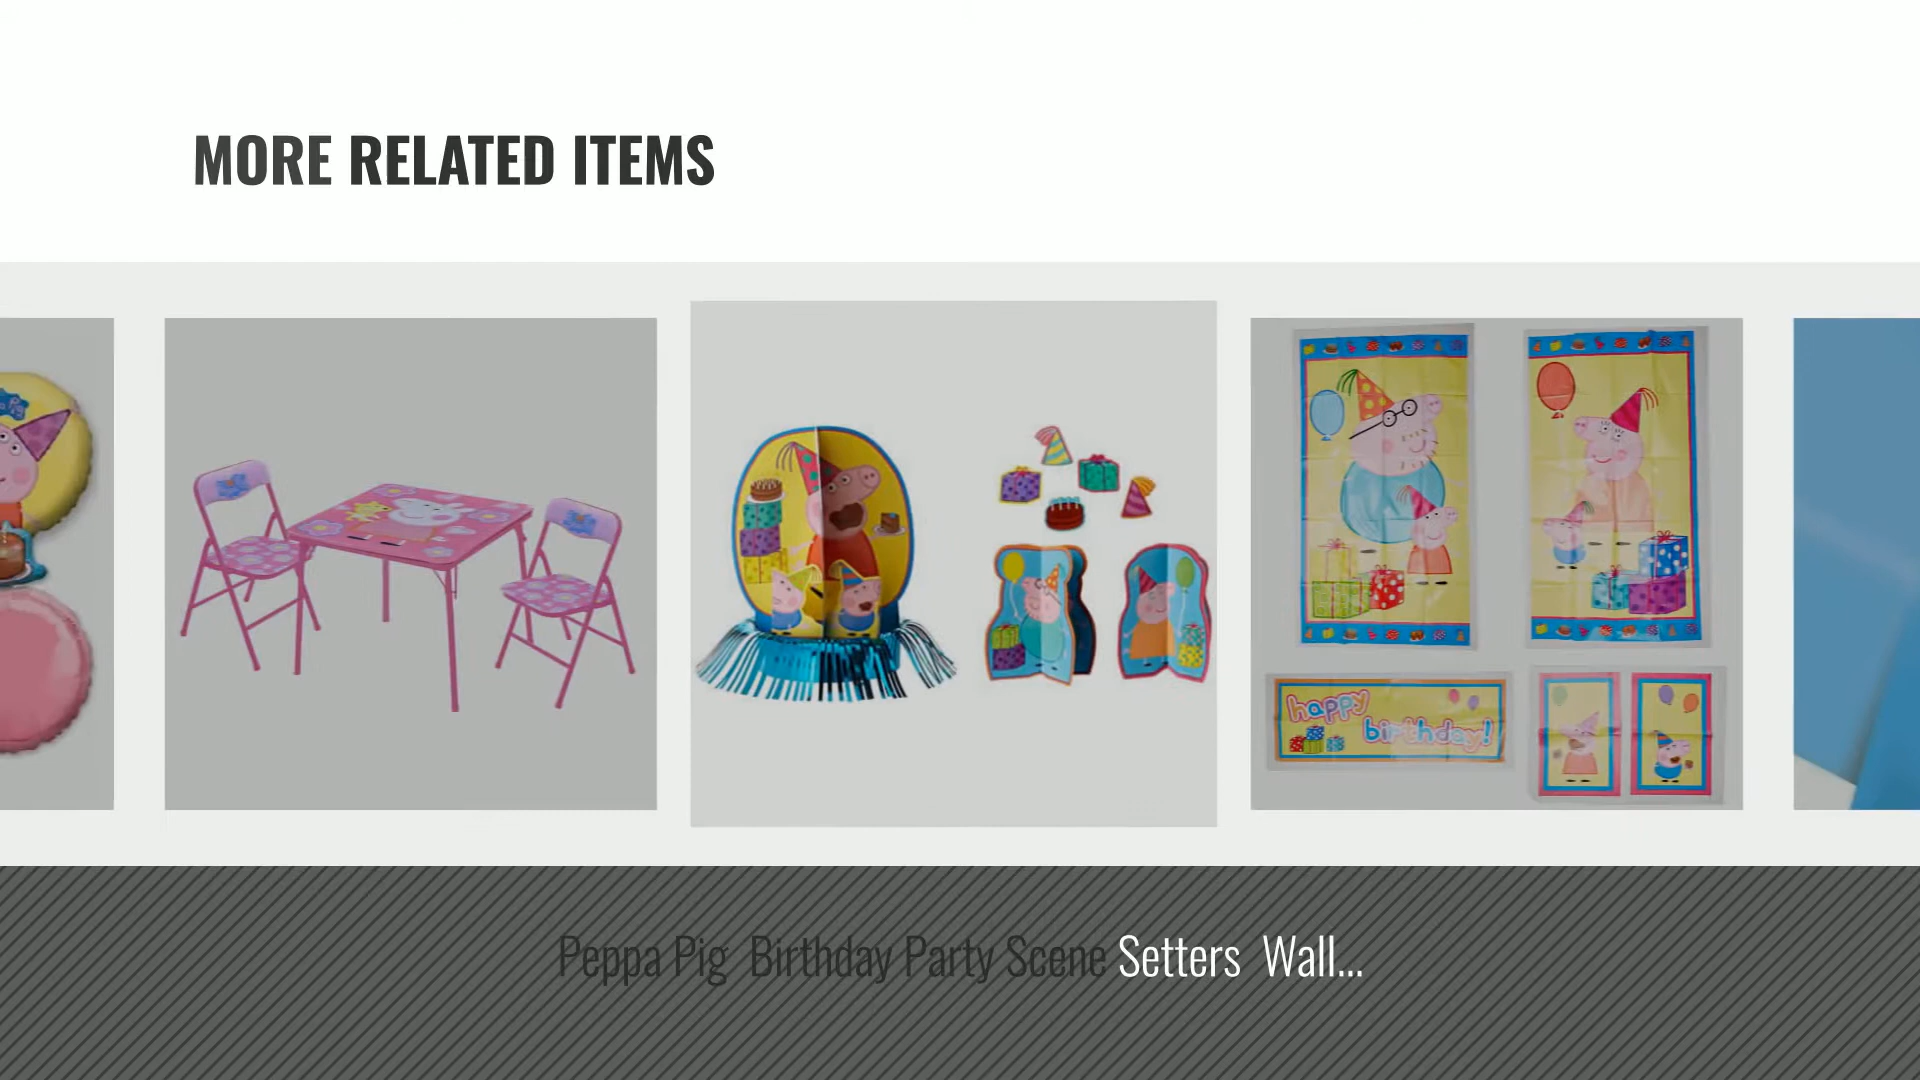 MORE RELATED ITEMS
happy
birthday!
Peppa Pig  Birthday Party Scene Setters  Wall...